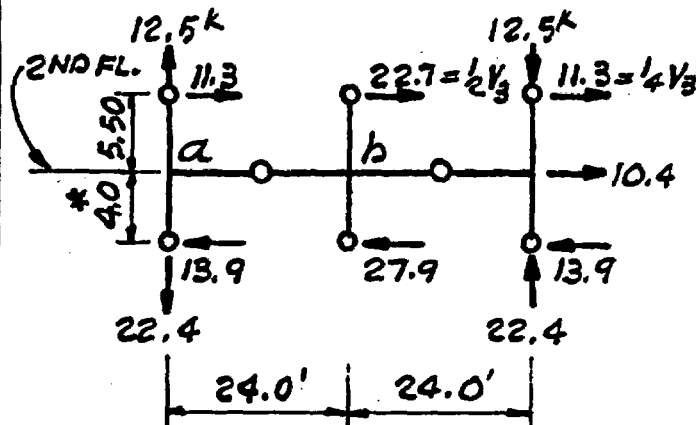 12.5ᵏ 12.5ᵏ
2ND FL. 11.3 22.7=½V₃ 11.3=¼V₃
5.50
a b
10.4
*
4.0
13.9 27.9 13.9
22.4 22.4
24.0' 24.0'